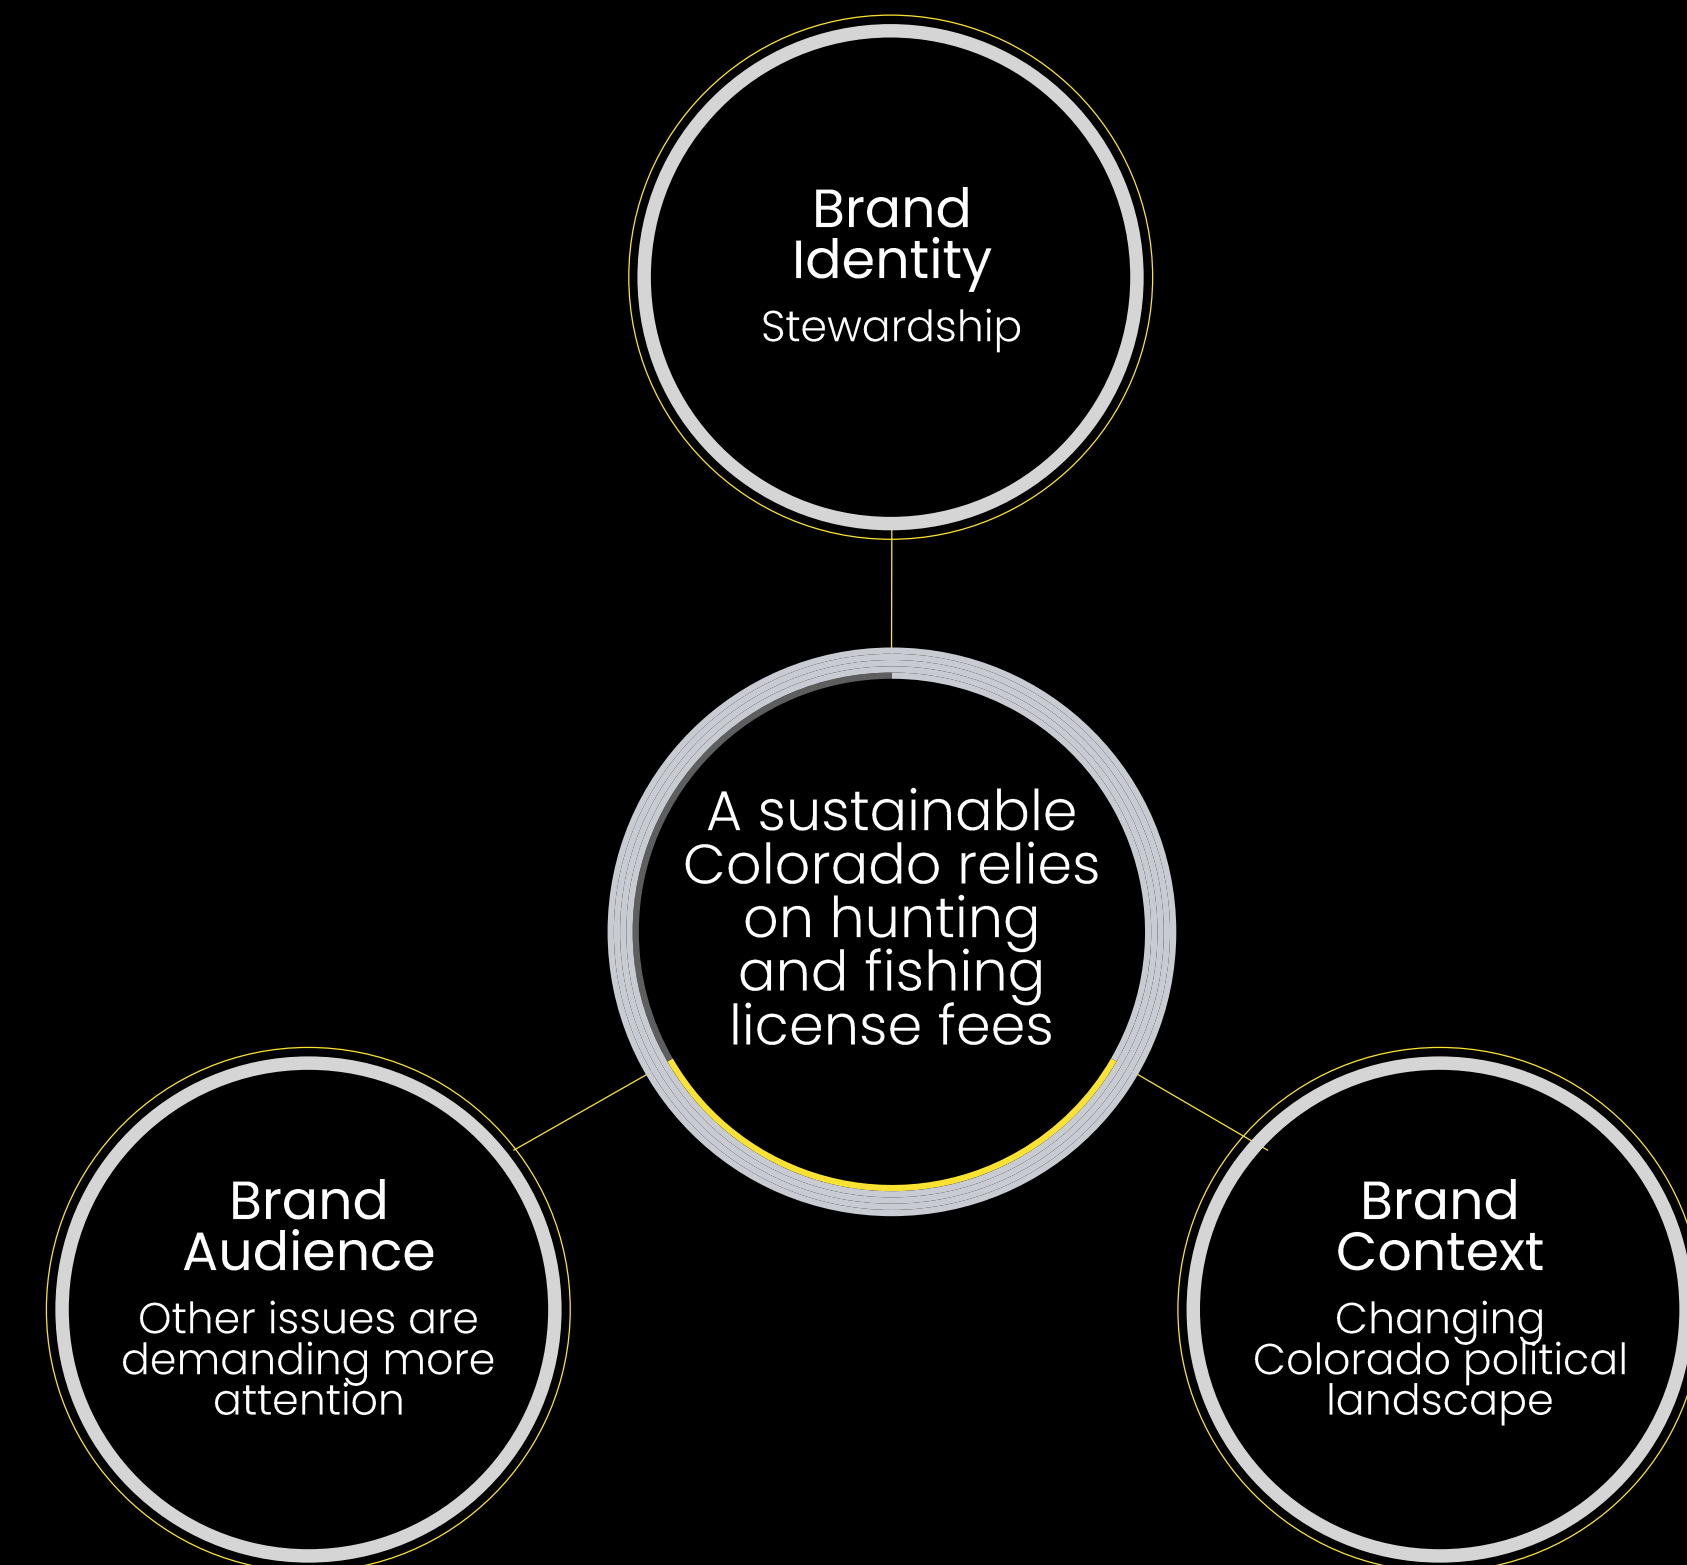 Brand
Identity
Stewardship
A sustainable
Colorado relies
on hunting
and fishing
license fees
Brand
Audience
Other issues are
demanding more
attention
Brand
Context
Changing
Colorado political
landscape